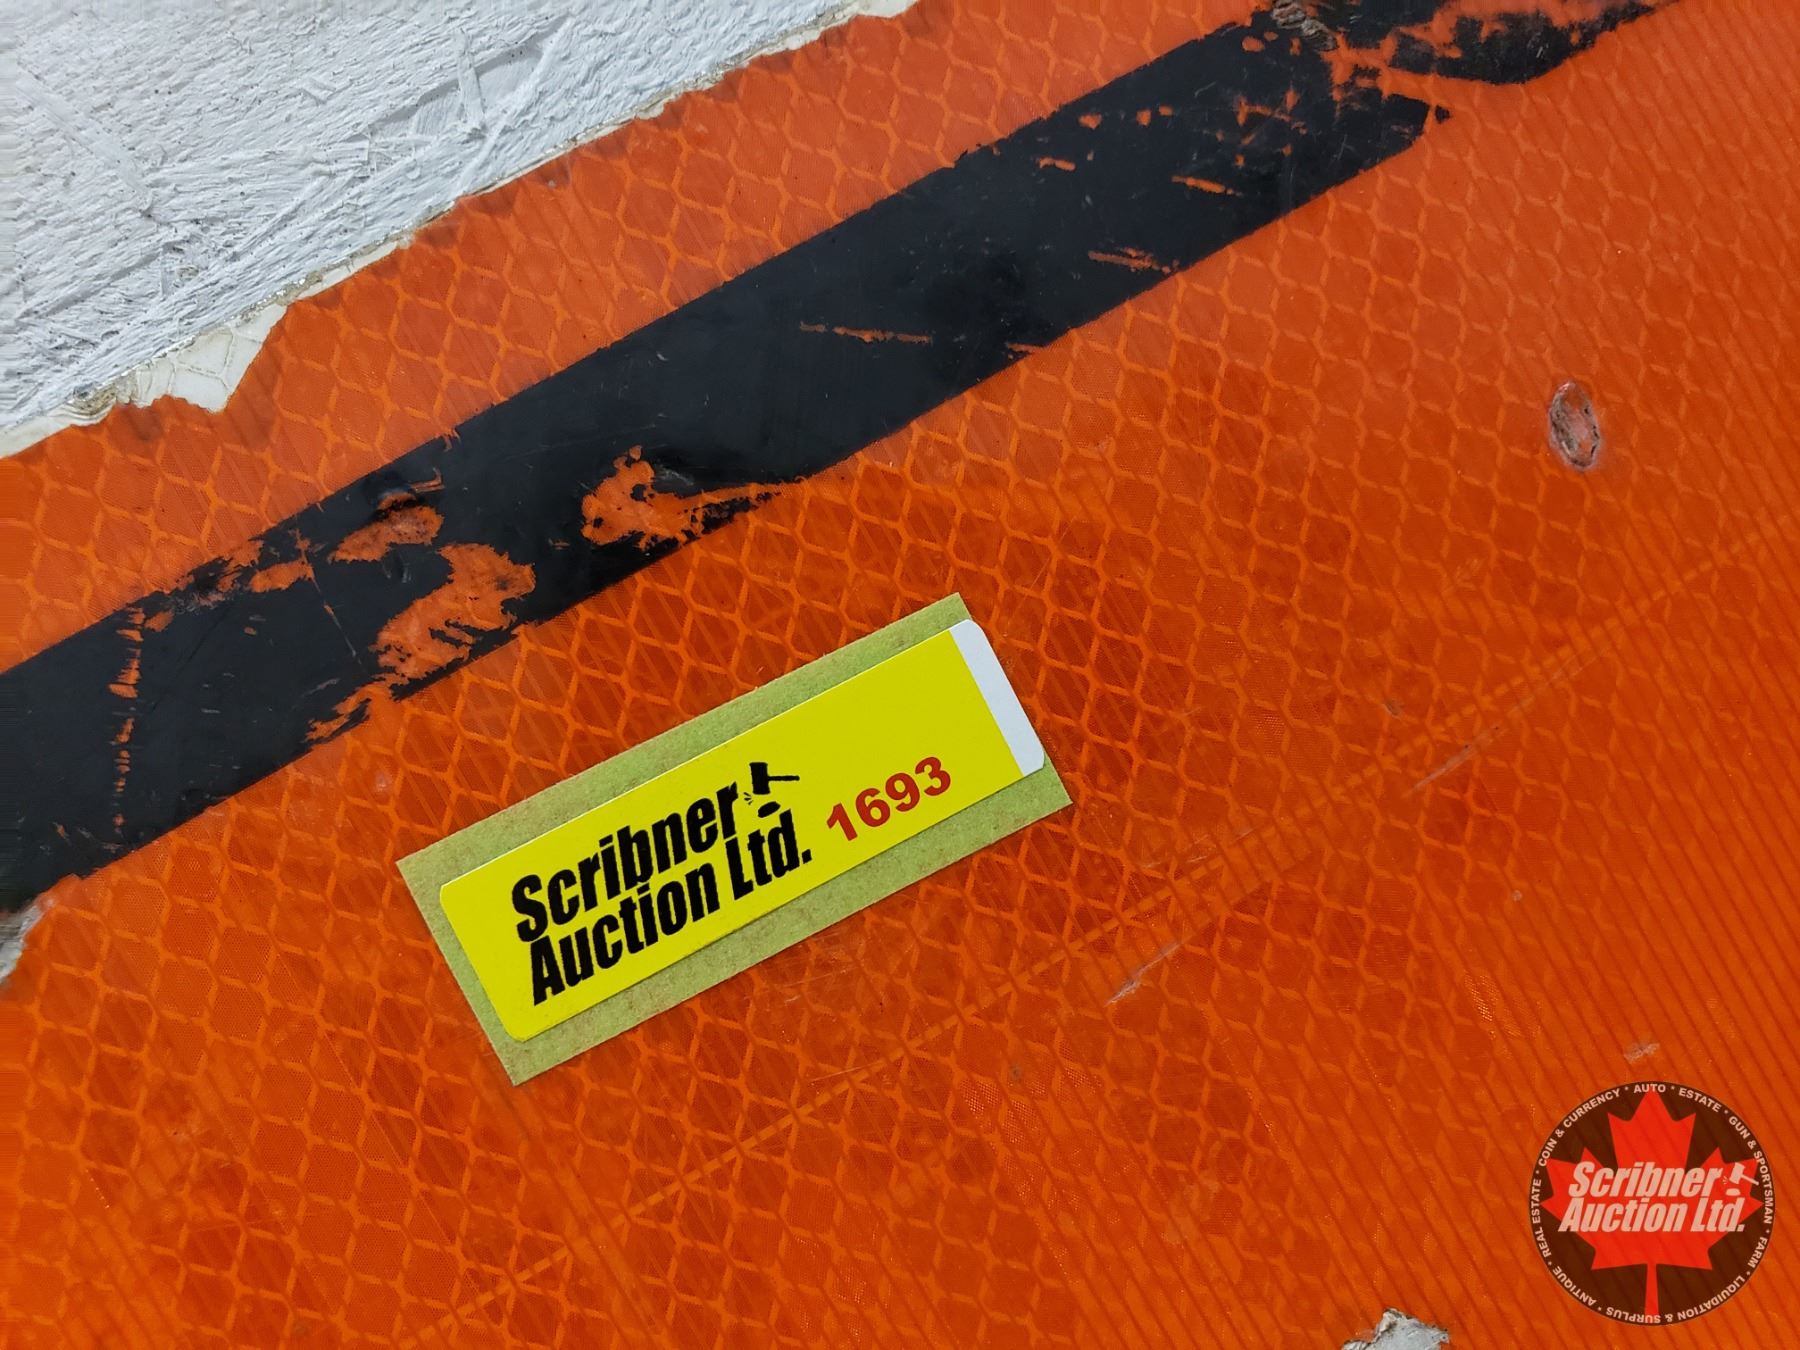 Scribner
Auction Ltd.
1693
Scribner
Auction Ltd.
REAL ESTATE * COIN & CURRENCY * AUTO * ESTATE * GUN & SPORTSMAN * FARM * LIQUIDATION & SURPLUS * ANTIQUE *